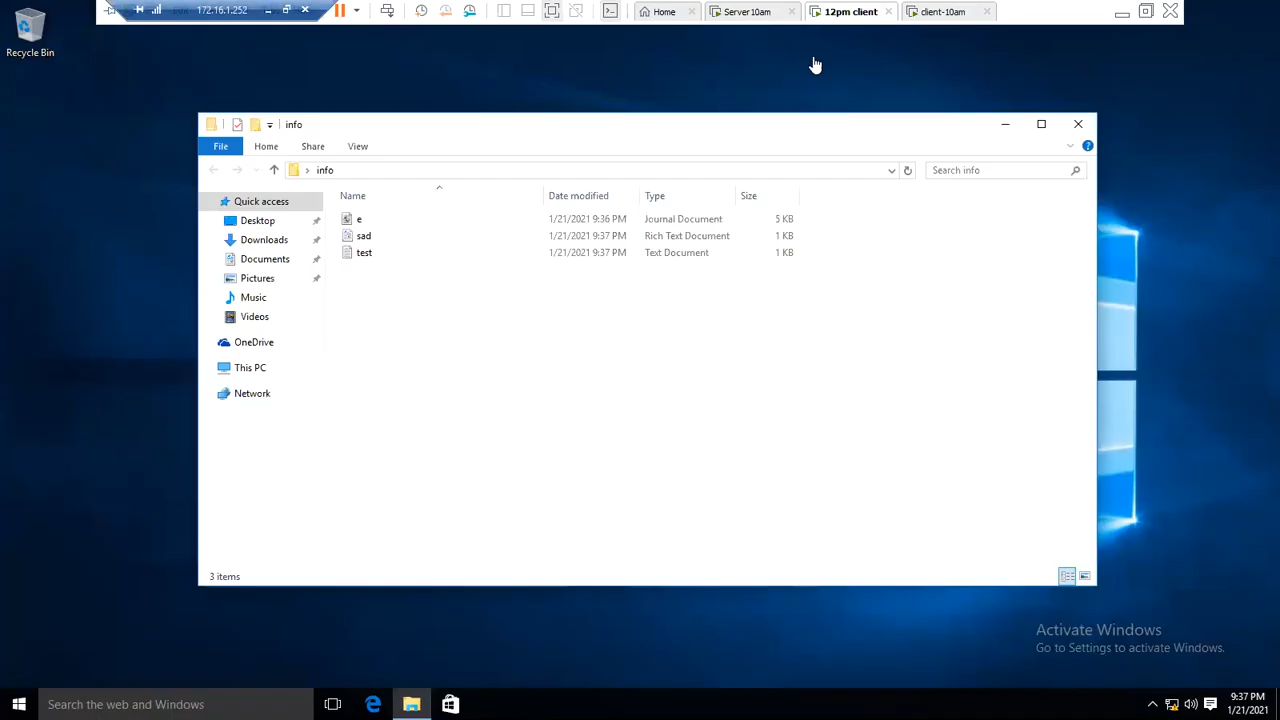 Edit 172.16.1.252 Home Server10am 12pm client client-10am
Recycle Bin
info
File Home Share View
info Search info
Quick access
Desktop
Downloads
Documents
Pictures
Music
Videos
OneDrive
This PC
Network
Name Date modified Type Size
e 1/21/2021 9:36 PM Journal Document 5 KB
sad 1/21/2021 9:37 PM Rich Text Document 1 KB
test 1/21/2021 9:37 PM Text Document 1 KB
3 items
Activate Windows
Go to Settings to activate Windows.
Search the web and Windows
9:37 PM
1/21/2021